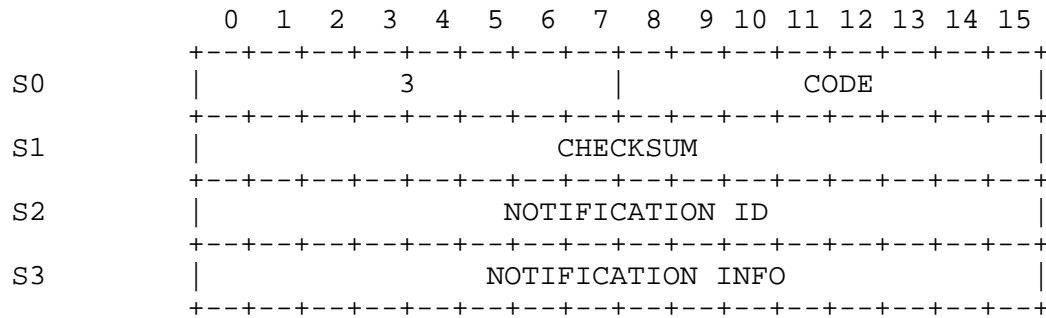 0 1 2 3 4 5 6 7 8 9 10 11 12 13 14 15
+--+--+--+--+--+--+--+--+--+--+--+--+--+--+--+--+
S0 | 3 | CODE |
+--+--+--+--+--+--+--+--+--+--+--+--+--+--+--+--+
S1 | CHECKSUM |
+--+--+--+--+--+--+--+--+--+--+--+--+--+--+--+--+
S2 | NOTIFICATION ID |
+--+--+--+--+--+--+--+--+--+--+--+--+--+--+--+--+
S3 | NOTIFICATION INFO |
+--+--+--+--+--+--+--+--+--+--+--+--+--+--+--+--+